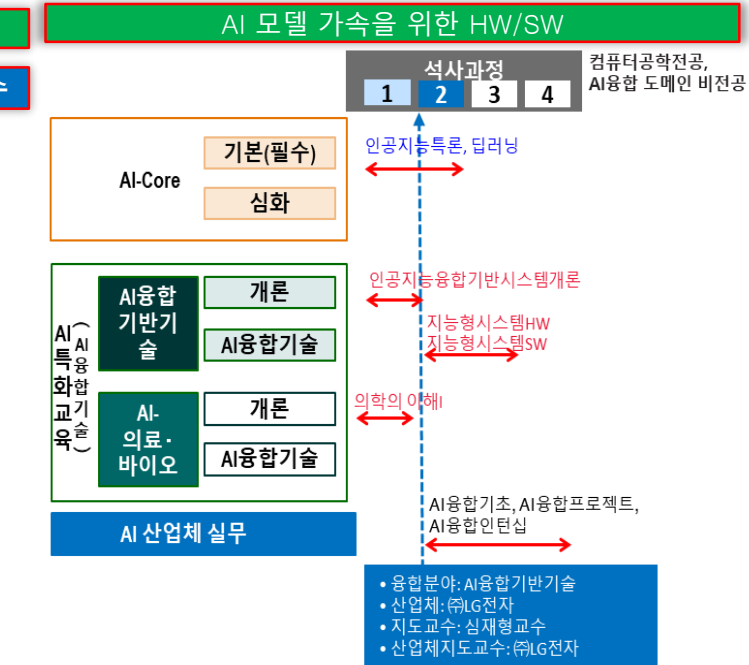 AI 모델 가속을 위한 HW/SW
수
석사과정
1 2 3 4
컴퓨터공학전공,
AI융합 도메인 비전공
AI-Core
기본(필수)
심화
인공지능특론, 딥러닝
AI특화교육
(AI융합기술)
AI융합
기반기
술
개론
AI융합기술
인공지능융합기반시스템개론
지능형시스템HW
지능형시스템SW
AI-
의료·
바이오
개론
AI융합기술
의학의 이해I
AI 산업체 실무
AI융합기초, AI융합프로젝트,
AI융합인턴십
• 융합분야: AI융합기반기술
• 산업체: ㈜LG전자
• 지도교수: 심재형교수
• 산업체지도교수: ㈜LG전자